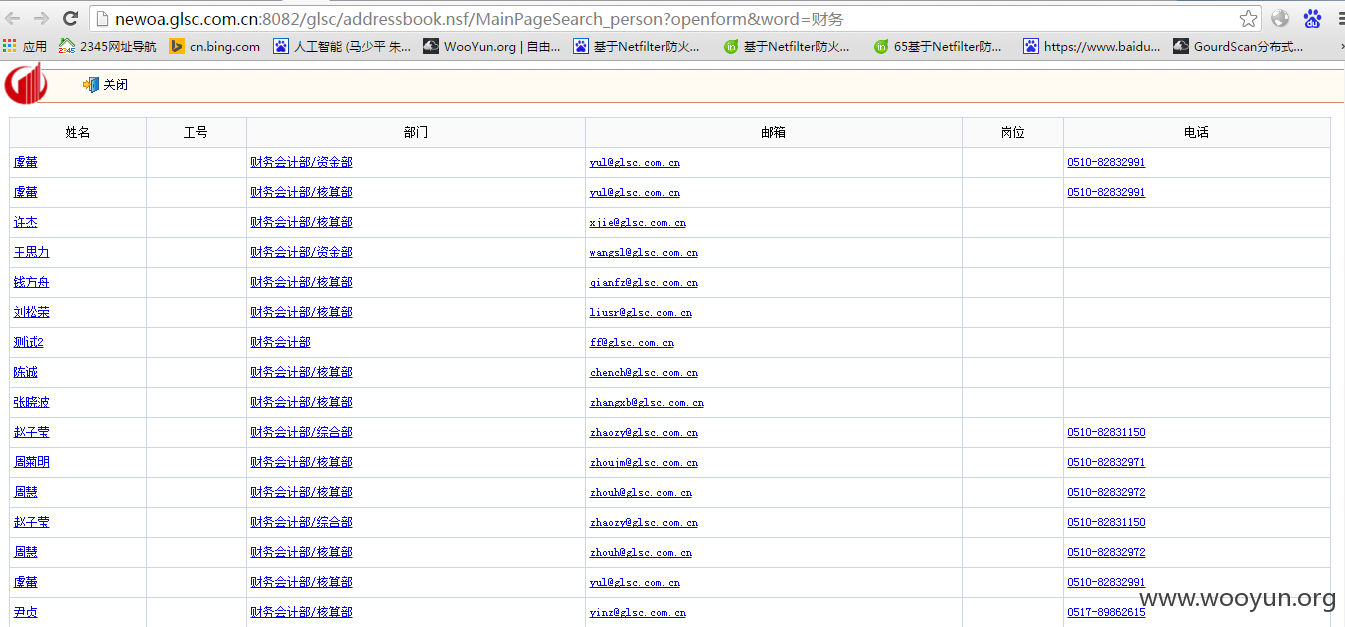 newoa.glsc.com.cn:8082/glsc/addressbook.nsf/MainPageSearch_person?openform&word=财务
应用 2345网址导航 cn.bing.com 人工智能 (马少平 朱... WooYun.org | 自由... 基于Netfilter防火... 基于Netfilter防火... 65基于Netfilter防... https://www.baidu... GourdScan分布式...
关闭
姓名 工号 部门 邮箱 岗位 电话
虞蕾 财务会计部/资金部 yul@glsc.com.cn 0510-82832991
虞蕾 财务会计部/核算部 yul@glsc.com.cn 0510-82832991
许杰 财务会计部/核算部 xjie@glsc.com.cn
王思力 财务会计部/资金部 wangsl@glsc.com.cn
钱方舟 财务会计部/核算部 qianfz@glsc.com.cn
刘松荣 财务会计部/核算部 liusr@glsc.com.cn
测试2 财务会计部 ff@glsc.com.cn
陈诚 财务会计部/核算部 chench@glsc.com.cn
张晓波 财务会计部/核算部 zhangxb@glsc.com.cn
赵子莹 财务会计部/综合部 zhaozy@glsc.com.cn 0510-82831150
周菊明 财务会计部/核算部 zhoujm@glsc.com.cn 0510-82832971
周慧 财务会计部/核算部 zhouh@glsc.com.cn 0510-82832972
赵子莹 财务会计部/综合部 zhaozy@glsc.com.cn 0510-82831150
周慧 财务会计部/核算部 zhouh@glsc.com.cn 0510-82832972
虞蕾 财务会计部/核算部 yul@glsc.com.cn 0510-82832991
尹贞 财务会计部/核算部 yinz@glsc.com.cn 0517-89862615
www.wooyun.org